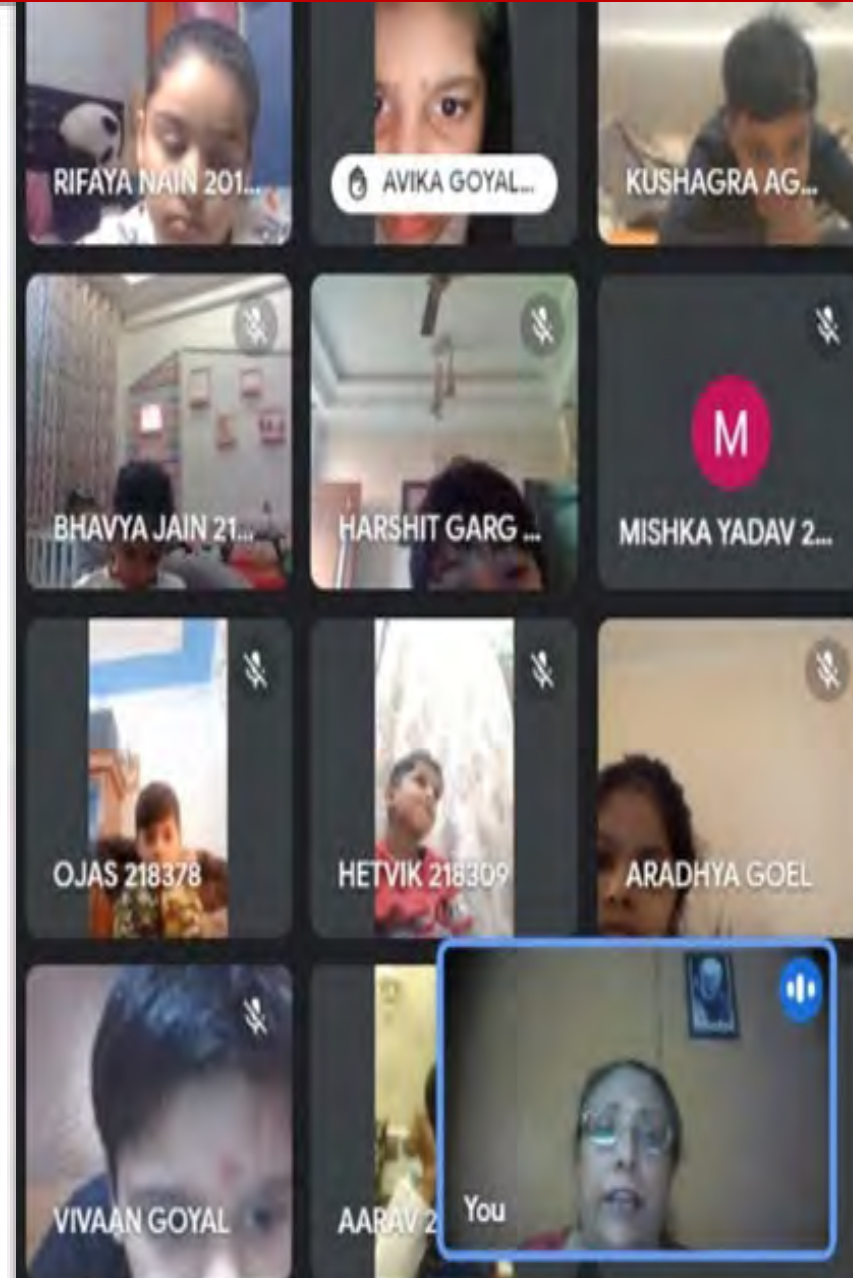 RIFAYA NAIN 201...
AVIKA GOYAL...
KUSHAGRA AG...
BHAVYA JAIN 21...
HARSHIT GARG ...
M
MISHKA YADAV 2...
OJAS 218378
HETVIK 218309
ARADHYA GOEL
VIVAAN GOYAL
AARAV 2
You